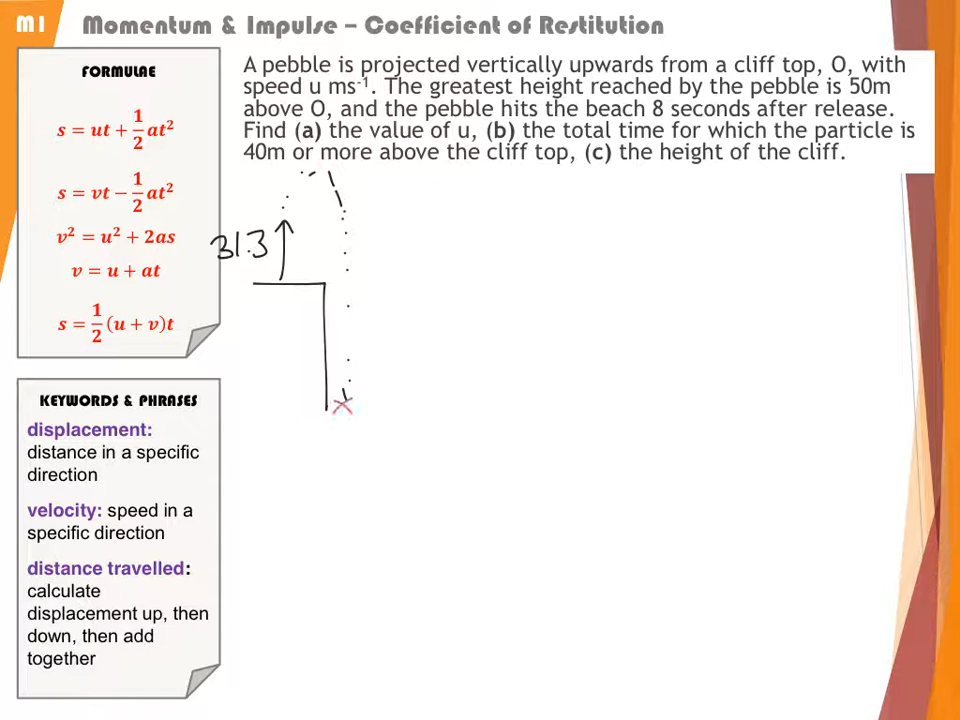 M1
Momentum & Impulse – Coefficient of Restitution
FORMULAE
s = ut + 1/2 at²
s = vt − 1/2 at²
v² = u² + 2as
v = u + at
s = 1/2 (u + v)t
KEYWORDS & PHRASES
displacement:
distance in a specific
direction
velocity: speed in a
specific direction
distance travelled:
calculate
displacement up, then
down, then add
together
A pebble is projected vertically upwards from a cliff top, O, with
speed u ms⁻¹. The greatest height reached by the pebble is 50m
above O, and the pebble hits the beach 8 seconds after release.
Find (a) the value of u, (b) the total time for which the particle is
40m or more above the cliff top, (c) the height of the cliff.
31.3